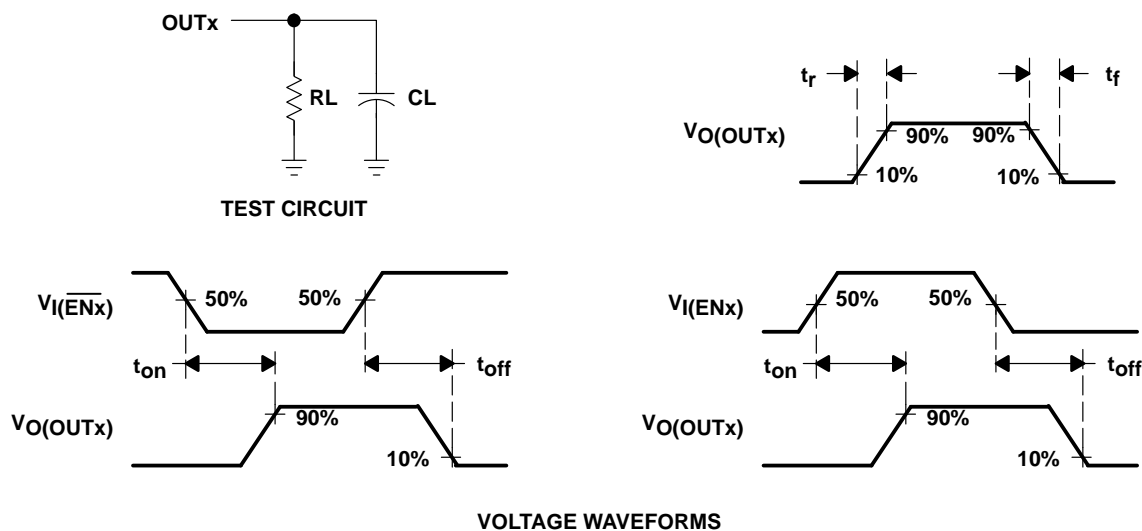 OUTx
RL
CL
TEST CIRCUIT
tr
tf
VO(OUTx)
90%
90%
10%
10%
VI(E̅N̅x̅)
50%
50%
ton
toff
VO(OUTx)
90%
10%
VI(ENx)
50%
50%
ton
toff
VO(OUTx)
90%
10%
VOLTAGE WAVEFORMS